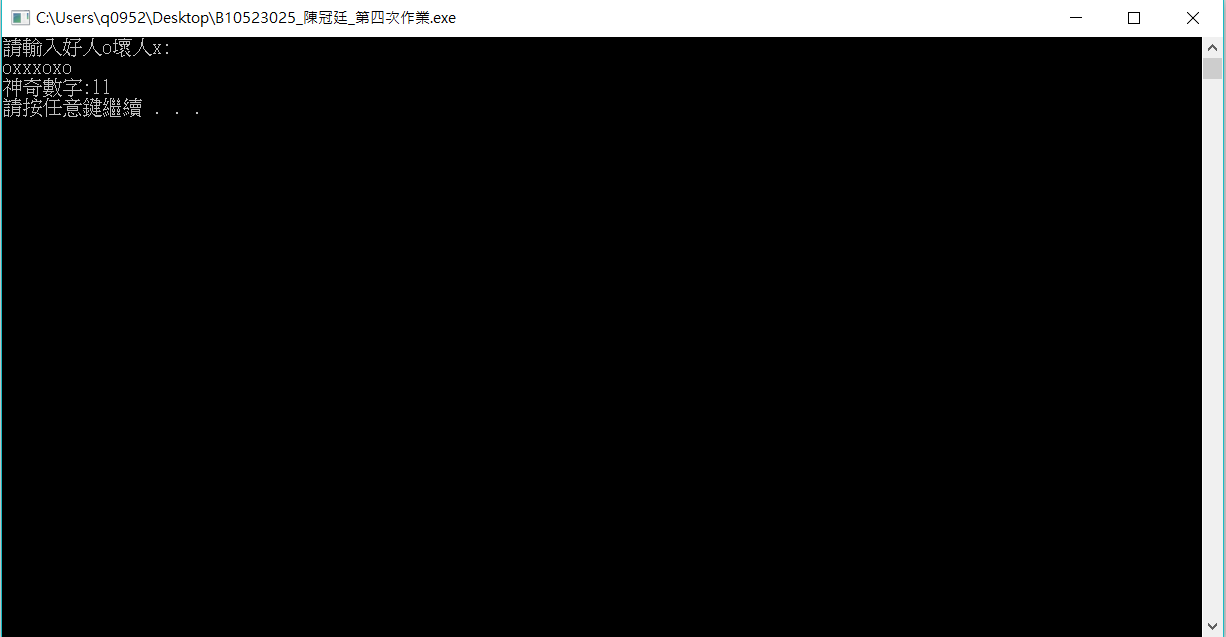 C:\Users\q0952\Desktop\B10523025_陳冠廷_第四次作業.exe
請輸入好人o壞人x:
oxxxoxo
神奇數字:11
請按任意鍵繼續 . . .